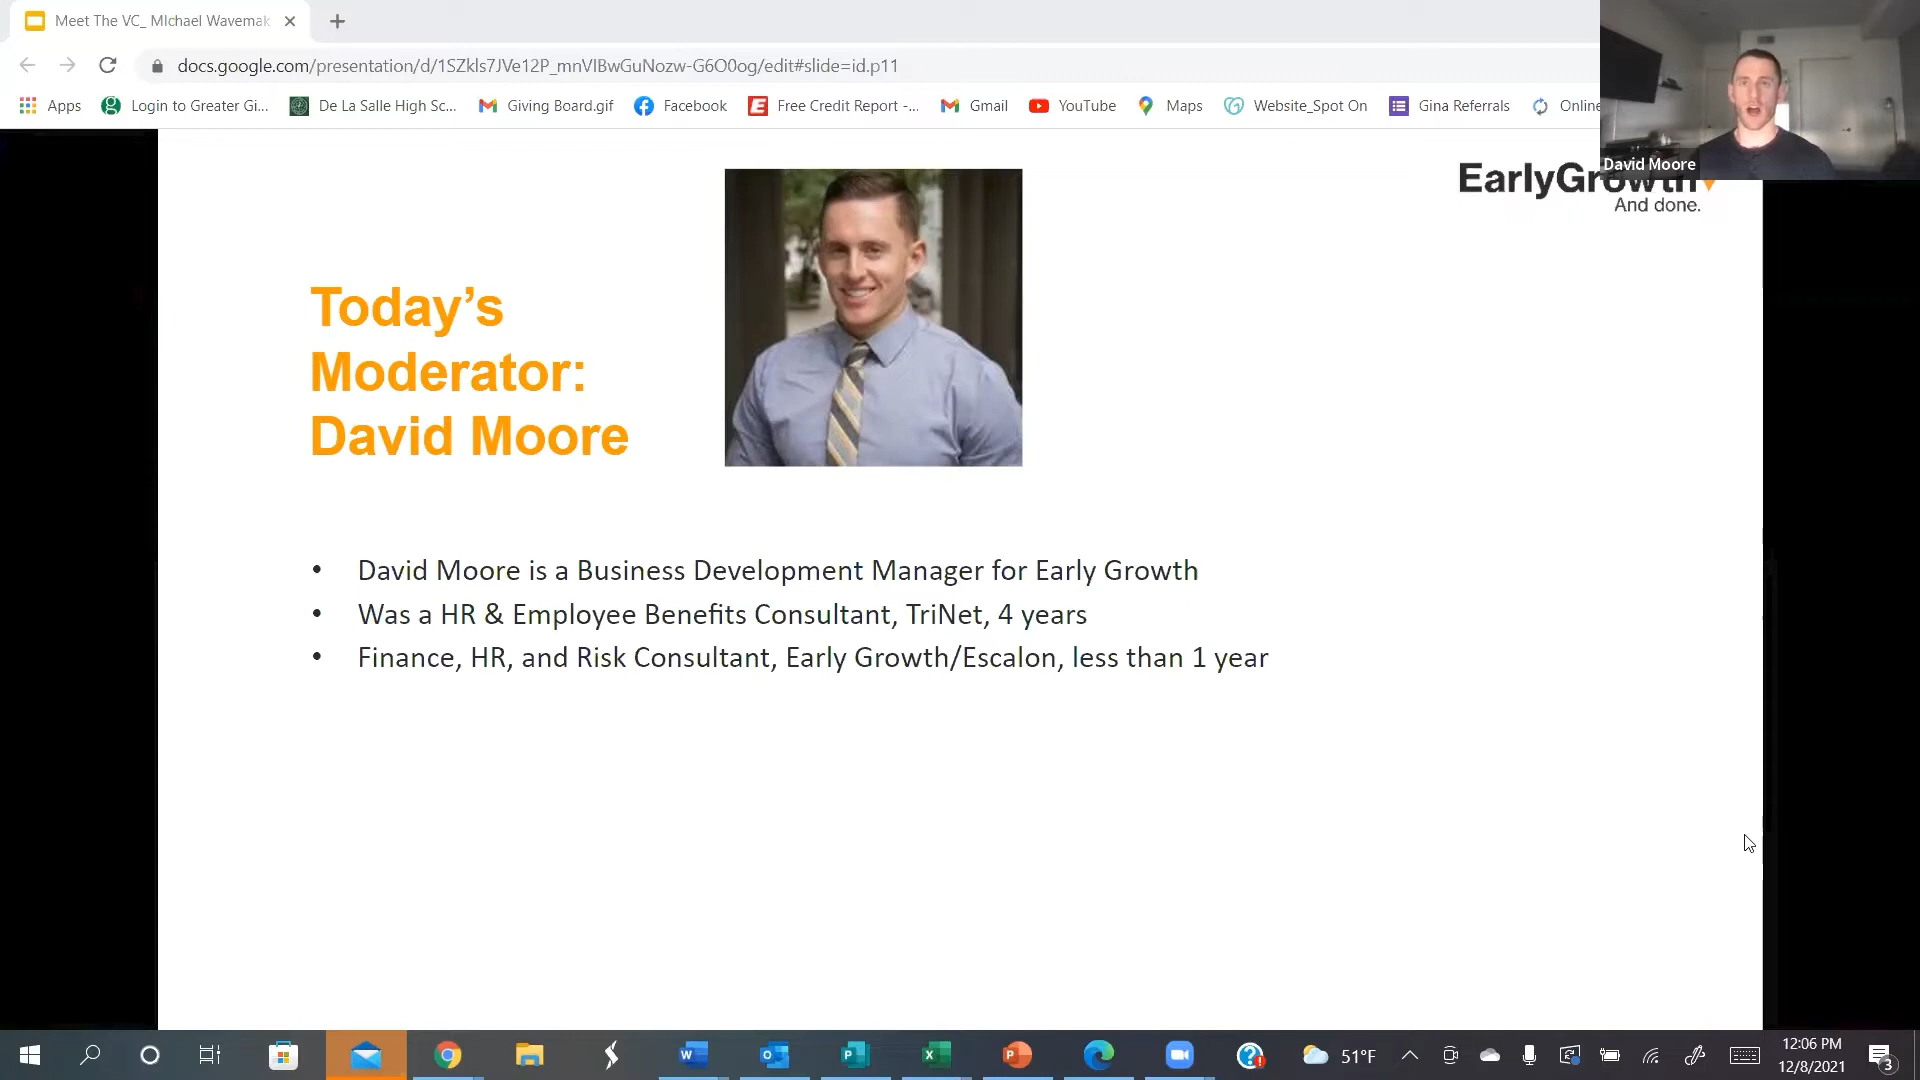 Meet The VC_ MIchael Wavemak
docs.google.com/presentation/d/1SZkls7JVe12P_mnVIBwGuNozw-G6O0og/edit#slide=id.p11
Apps
Login to Greater Gi...
De La Salle High Sc...
Giving Board.gif
Facebook
Free Credit Report -...
Gmail
YouTube
Maps
Website_Spot On
Gina Referrals
Online
David Moore
EarlyGrowth
And done.
Today’s
Moderator:
David Moore
• David Moore is a Business Development Manager for Early Growth
• Was a HR & Employee Benefits Consultant, TriNet, 4 years
• Finance, HR, and Risk Consultant, Early Growth/Escalon, less than 1 year
51°F
12:06 PM
12/8/2021
3